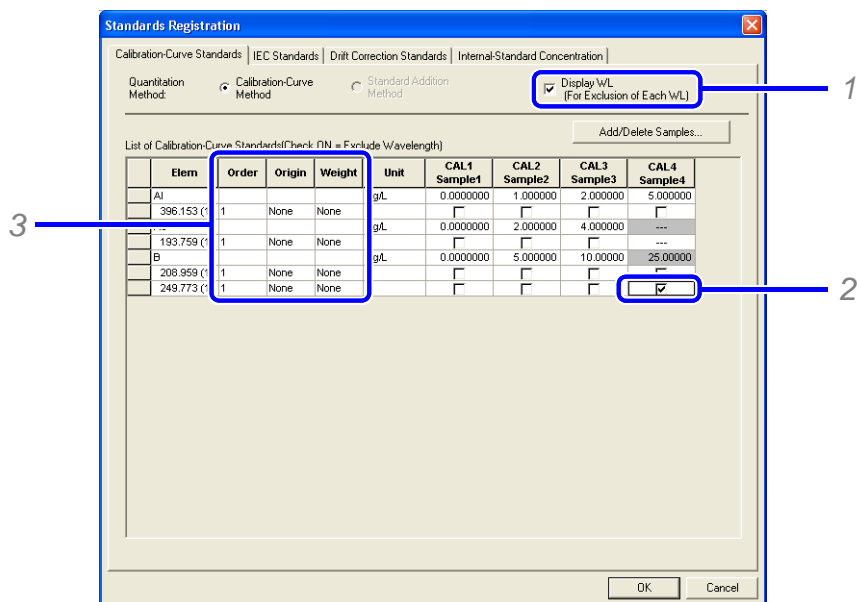 Standards Registration
Calibration-Curve Standards IEC Standards Drift Correction Standards Internal-Standard Concentration
Quantitation Method: Calibration-Curve Method Standard Addition Method Display WL (For Exclusion of Each WL)
1
Add/Delete Samples...
List of Calibration-Curve Standards(Check ON = Exclude Wavelength)
Elem Order Origin Weight Unit CAL1 Sample1 CAL2 Sample2 CAL3 Sample3 CAL4 Sample4
Al g/L 0.0000000 1.000000 2.000000 5.000000
396.153 (1 1 None None
3
g/L 0.0000000 2.000000 4.000000 ---
193.759 (1 1 None None ---
B g/L 0.0000000 5.000000 10.00000 25.00000
208.959 (1 1 None None
249.773 (1 1 None None
2
OK Cancel